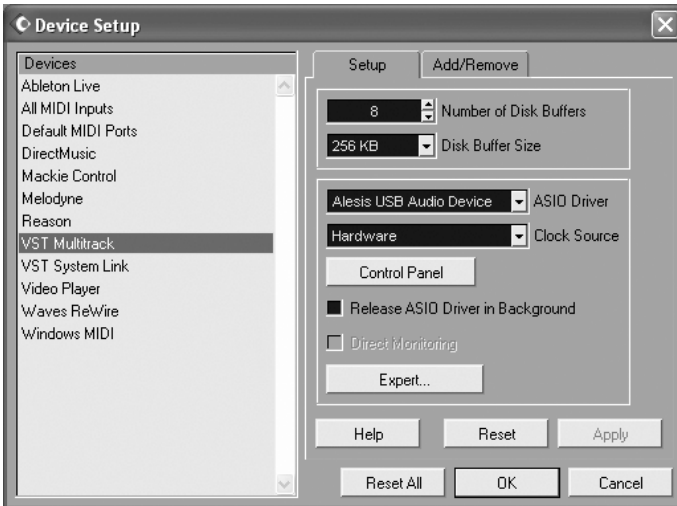 Device Setup
Devices
Ableton Live
All MIDI Inputs
Default MIDI Ports
DirectMusic
Mackie Control
Melodyne
Reason
VST Multitrack
VST System Link
Video Player
Waves ReWire
Windows MIDI
Setup
Add/Remove
8 Number of Disk Buffers
256 KB Disk Buffer Size
Alesis USB Audio Device ASIO Driver
Hardware Clock Source
Control Panel
Release ASIO Driver in Background
Direct Monitoring
Expert...
Help Reset Apply
Reset All OK Cancel